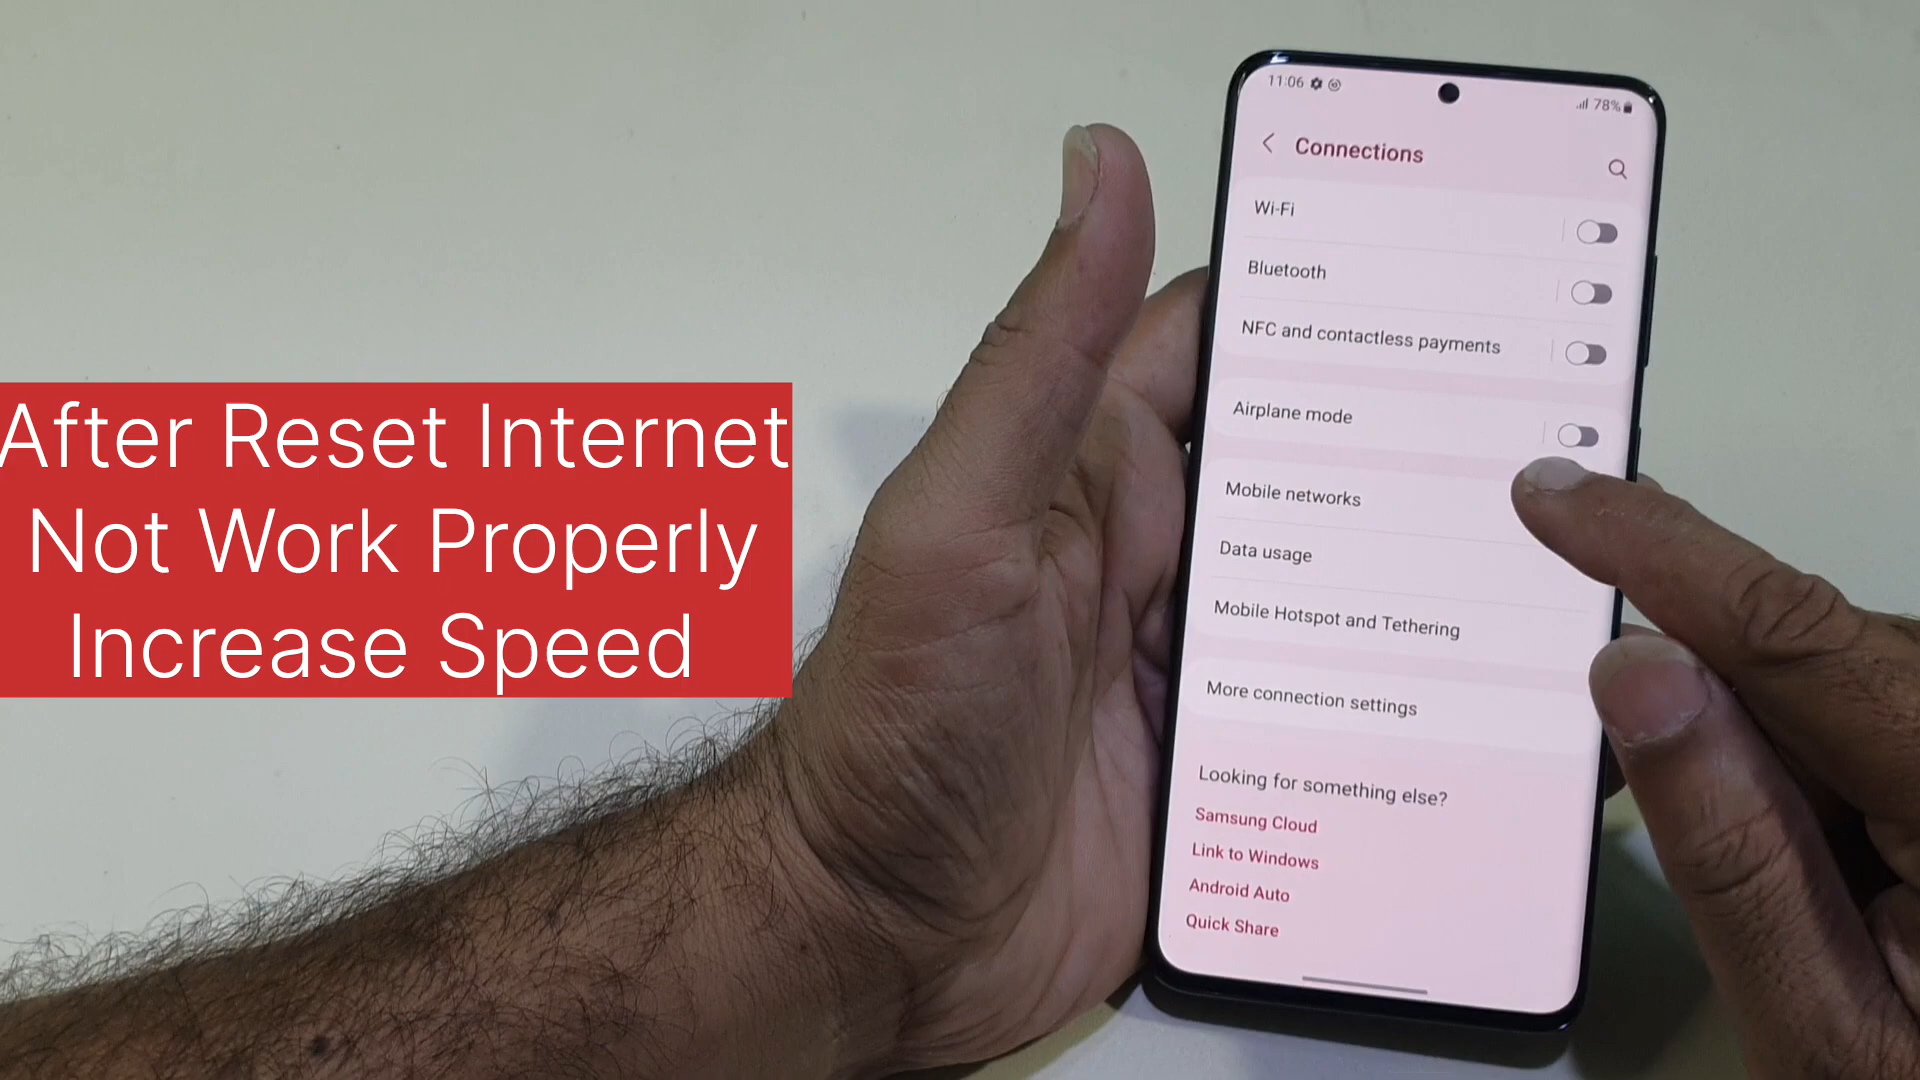 After Reset Internet
Not Work Properly
Increase Speed
11:06
78%
Connections
Wi-Fi
Bluetooth
NFC and contactless payments
Airplane mode
Mobile networks
Data usage
Mobile Hotspot and Tethering
More connection settings
Looking for something else?
Samsung Cloud
Link to Windows
Android Auto
Quick Share